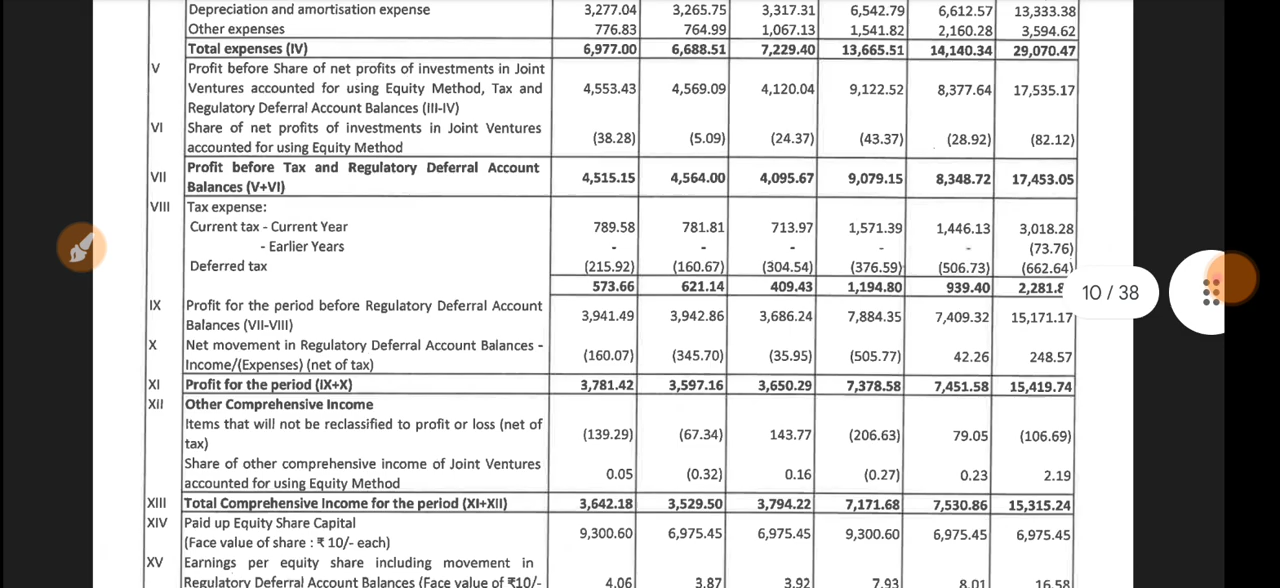 Depreciation and amortisation expense 3,277.04 3,265.75 3,317.31 6,542.79 6,612.57 13,333.38
Other expenses 776.83 764.99 1,067.13 1,541.82 2,160.28 3,594.62
Total expenses (IV) 6,977.00 6,688.51 7,229.40 13,665.51 14,140.34 29,070.47
V Profit before Share of net profits of investments in Joint
Ventures accounted for using Equity Method, Tax and 4,553.43 4,569.09 4,120.04 9,122.52 8,377.64 17,535.17
Regulatory Deferral Account Balances (III-IV)
VI Share of net profits of investments in Joint Ventures
accounted for using Equity Method (38.28) (5.09) (24.37) (43.37) (28.92) (82.12)
VII Profit before Tax and Regulatory Deferral Account
Balances (V+VI) 4,515.15 4,564.00 4,095.67 9,079.15 8,348.72 17,453.05
VIII Tax expense:
Current tax - Current Year 789.58 781.81 713.97 1,571.39 1,446.13 3,018.28
- Earlier Years - - - - - (73.76)
Deferred tax (215.92) (160.67) (304.54) (376.59) (506.73) (662.64)
573.66 621.14 409.43 1,194.80 939.40
10 / 38
IX Profit for the period before Regulatory Deferral Account
Balances (VII-VIII) 3,941.49 3,942.86 3,686.24 7,884.35 7,409.32 15,171.17
X Net movement in Regulatory Deferral Account Balances -
Income/(Expenses) (net of tax) (160.07) (345.70) (35.95) (505.77) 42.26 248.57
XI Profit for the period (IX+X) 3,781.42 3,597.16 3,650.29 7,378.58 7,451.58 15,419.74
XII Other Comprehensive Income
Items that will not be reclassified to profit or loss (net of
tax) (139.29) (67.34) 143.77 (206.63) 79.05 (106.69)
Share of other comprehensive income of Joint Ventures
accounted for using Equity Method 0.05 (0.32) 0.16 (0.27) 0.23 2.19
XIII Total Comprehensive Income for the period (XI+XII) 3,642.18 3,529.50 3,794.22 7,171.68 7,530.86 15,315.24
XIV Paid up Equity Share Capital
(Face value of share : ₹ 10/- each) 9,300.60 6,975.45 6,975.45 9,300.60 6,975.45 6,975.45
XV Earnings per equity share including movement in
Regulatory Deferral Account Balances (Face value of ₹10/- 4.06 3.87 3.92 7.93 8.01 16.58